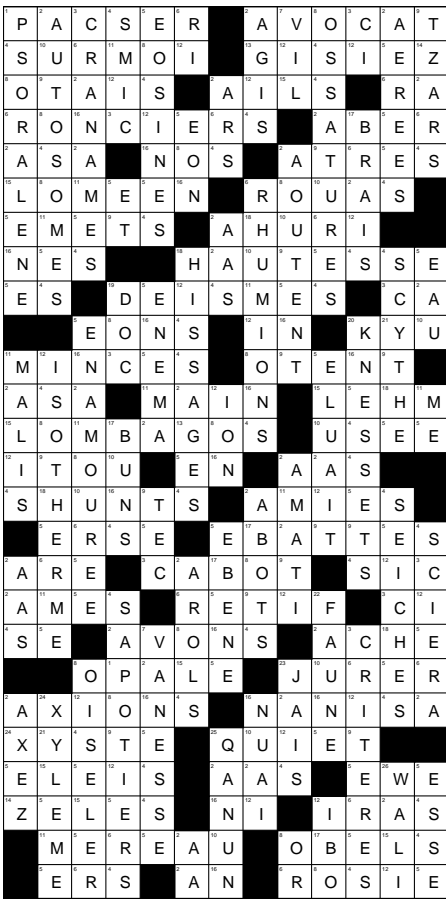 PACSER AVOCAT
SURMOI GISIEZ
OTAIS AILS RA
RONCIERS ABER
ASA NOS ATRES
LOMEEN ROUAS
EMETS AHURI
NES HAUTESSE
ES DEISMES CA
EONS IN KYU
MINCES OTENT
ASA MAIN LEHM
LOMBAGOS USEE
ITOU EN AAS
SHUNTS AMIES
ERSE EBATTES
ARE CABOT SIC
AMES RETIF CI
SE AVONS ACHE
OPALE JURER
AXIONS NANISA
XYSTE QUIET
ELEIS AAS EWE
ZELES NI IRAS
MEREAU OBELS
ERS AN ROSIE